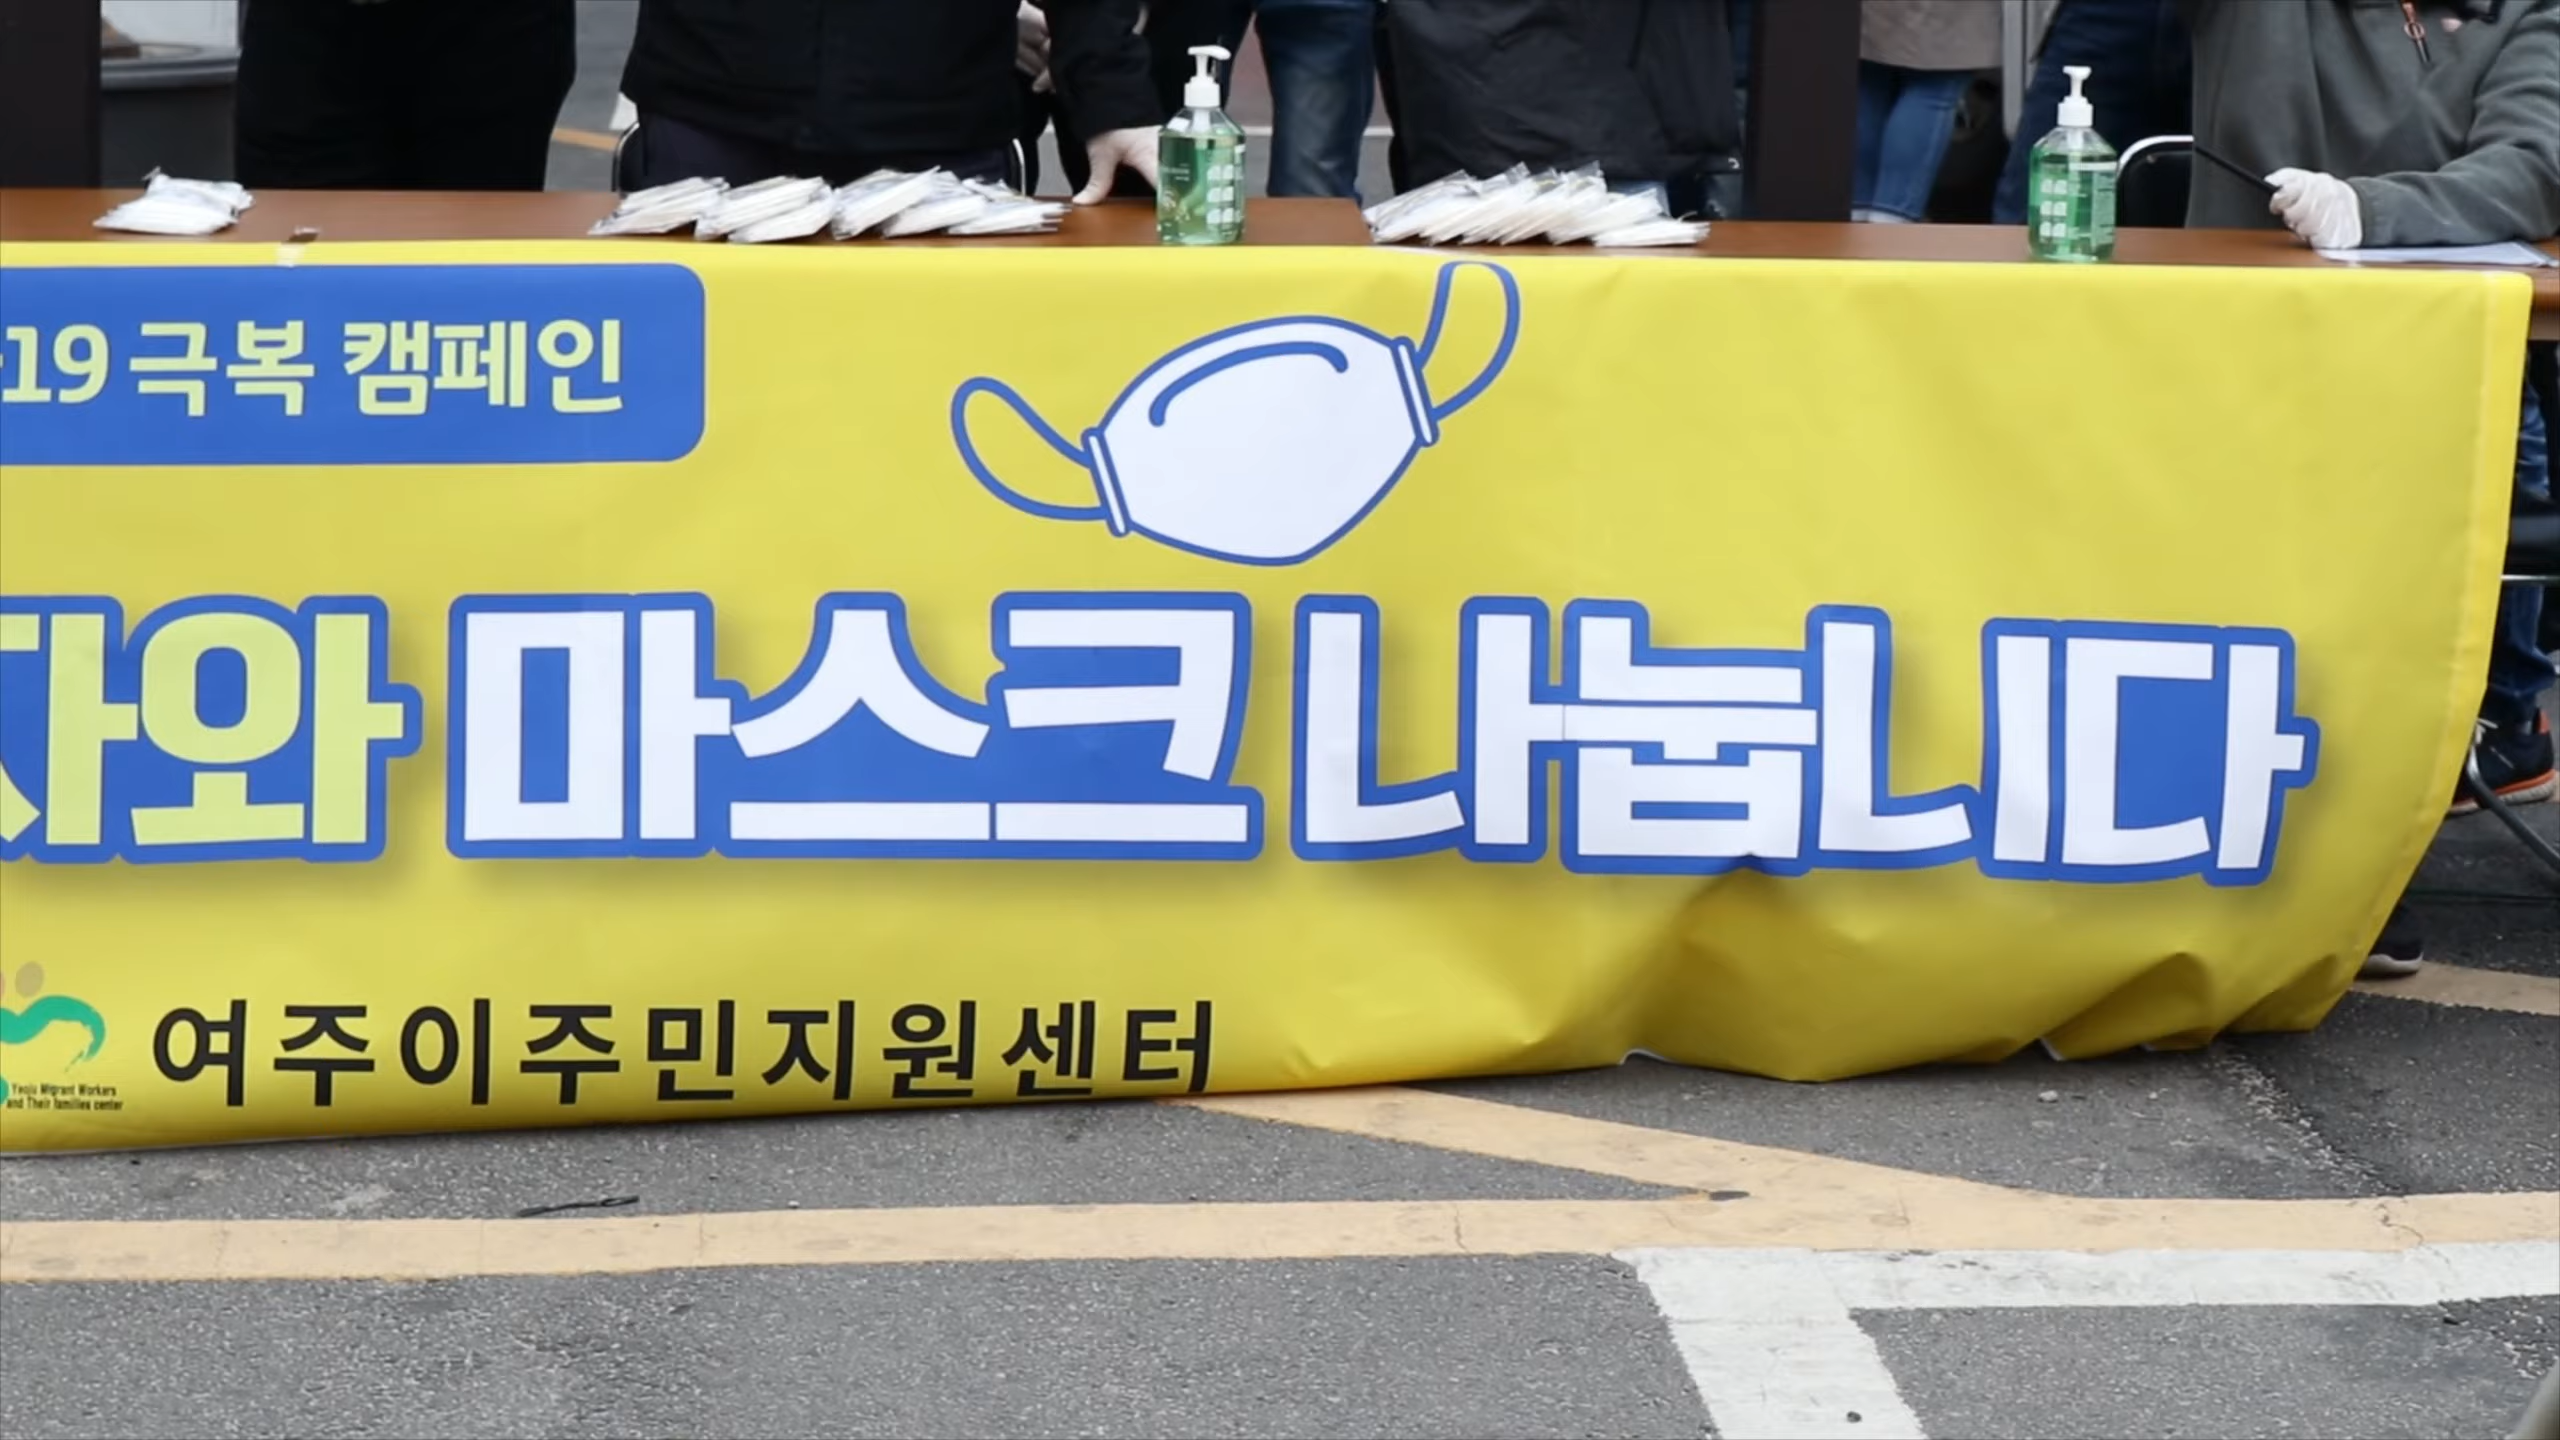 -19 극복 캠페인
자와 마스크 나눕니다
여주이주민지원센터
Yeoju Migrant Workers
and Their families center